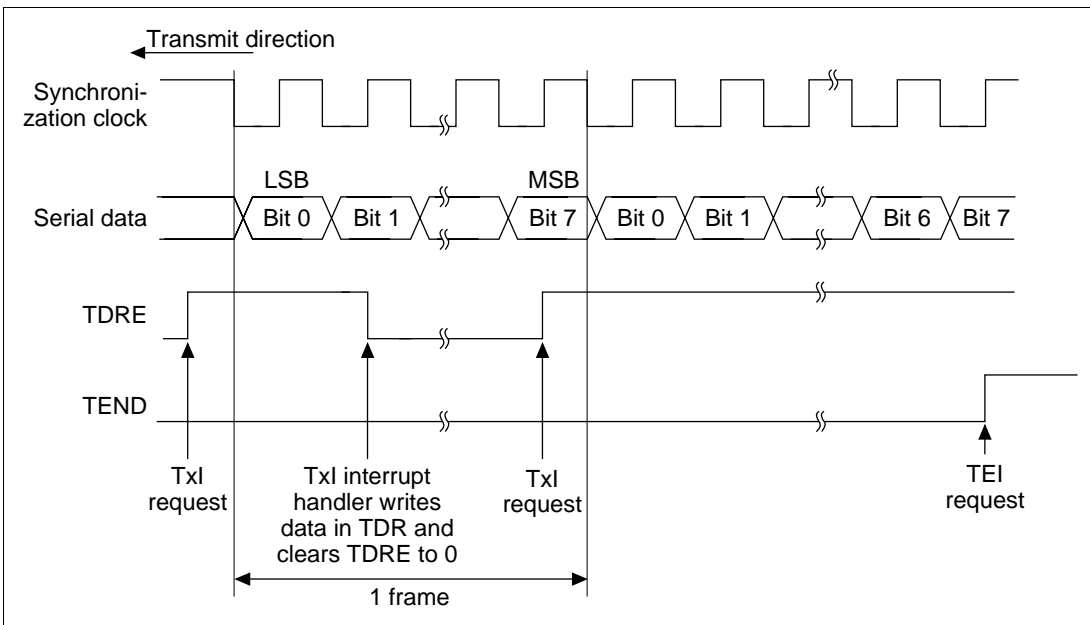 Transmit direction
Synchroni-
zation clock
LSB
MSB
Serial data
Bit 0
Bit 1
Bit 7
Bit 0
Bit 1
Bit 6
Bit 7
TDRE
TEND
TxI
request
TxI interrupt
handler writes
data in TDR and
clears TDRE to 0
TxI
request
TEI
request
1 frame